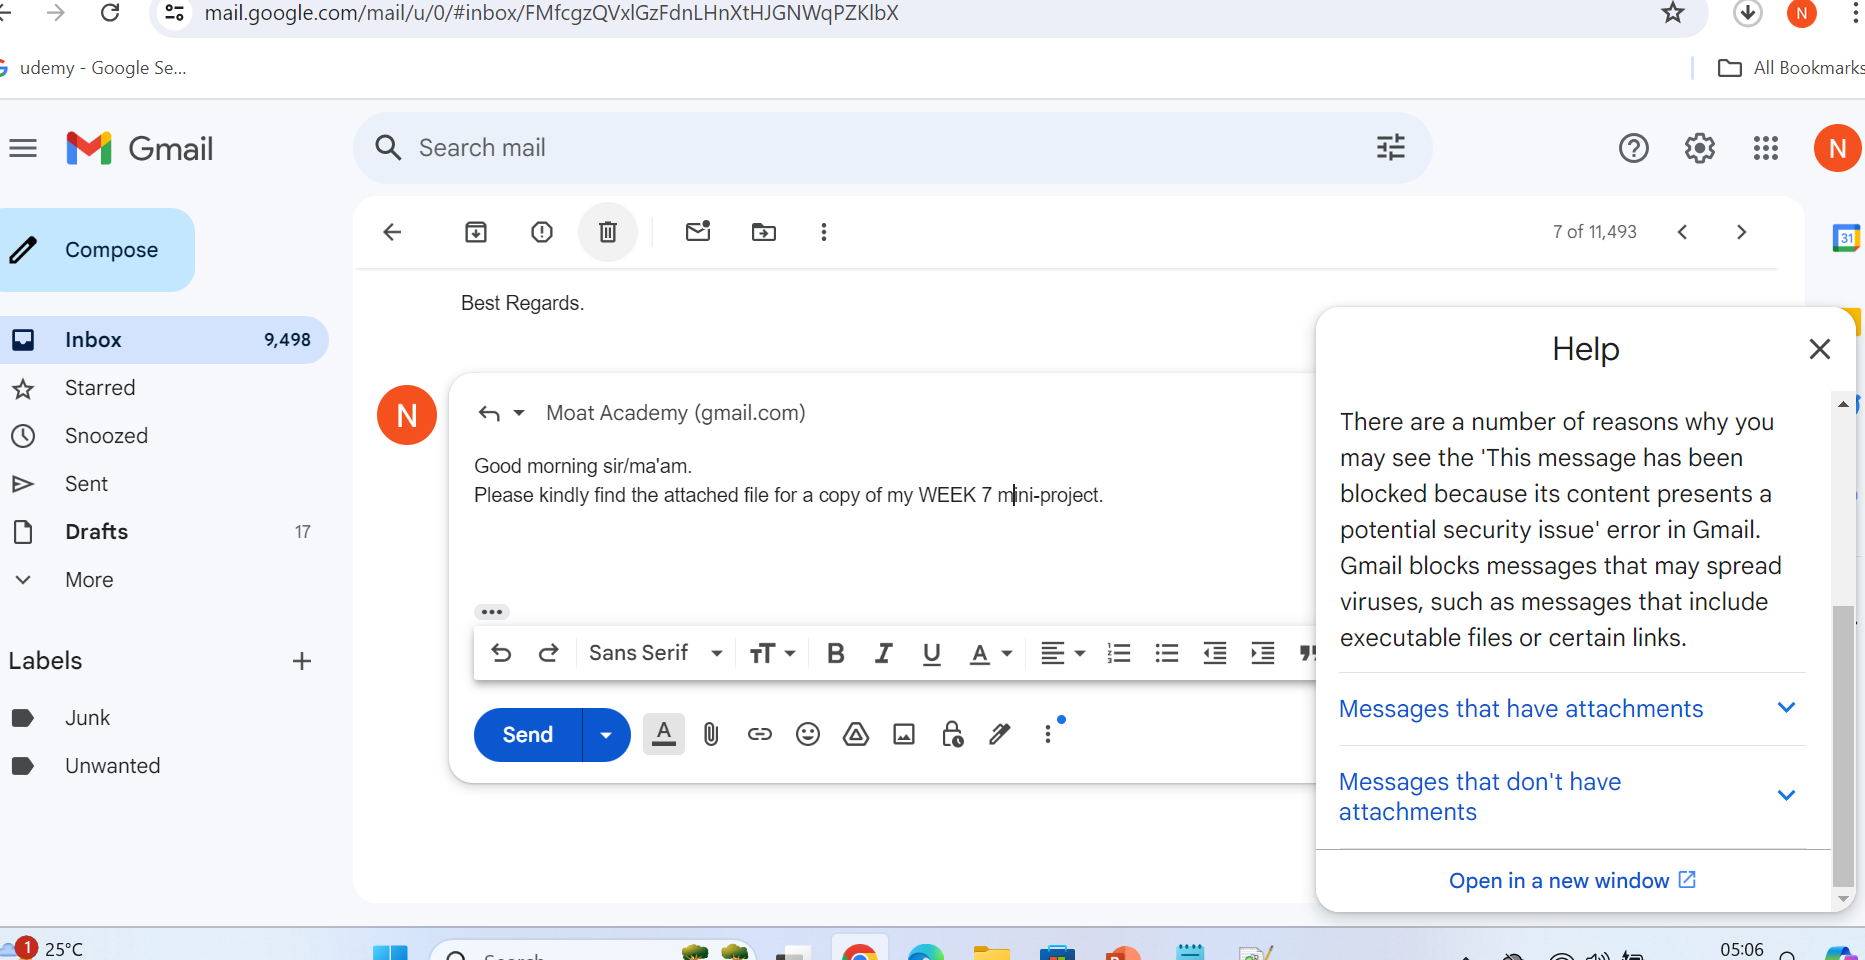 mail.google.com/mail/u/0/#inbox/FMfcgzQVxlGzFdnLHnXtHJGNWqPZKlbX
N
udemy - Google Se...
All Bookmarks
Gmail
Search mail
N
Compose
7 of 11,493
31
Inbox 9,498
Starred
Snoozed
Sent
Drafts 17
More
Labels
Junk
Unwanted
Best Regards.
N
Moat Academy (gmail.com)
Good morning sir/ma'am.
Please kindly find the attached file for a copy of my WEEK 7 mini-project.
Sans Serif
Send
Help
There are a number of reasons why you
may see the 'This message has been
blocked because its content presents a
potential security issue' error in Gmail.
Gmail blocks messages that may spread
viruses, such as messages that include
executable files or certain links.
Messages that have attachments
Messages that don't have
attachments
Open in a new window
1
25°C
Search
05:06